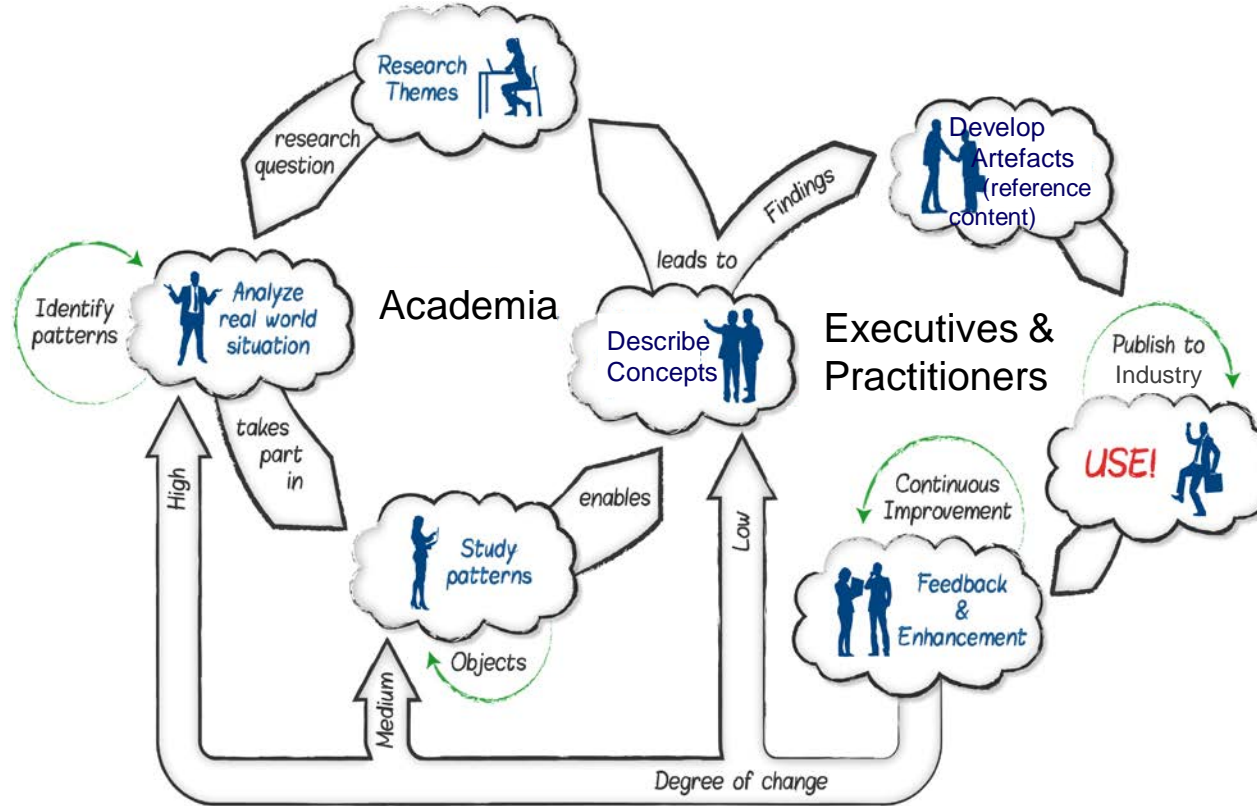 Research
Themes
research
question
Develop
Artefacts
(reference
content)
Findings
leads to
Identify
patterns
Analyze
real world
situation
Academia
Describe
Concepts
Executives &
Practitioners
Publish to
Industry
takes
part
in
enables
USE!
Continuous
Improvement
High
Study
patterns
Low
Feedback
&
Enhancement
Objects
Medium
Degree of change